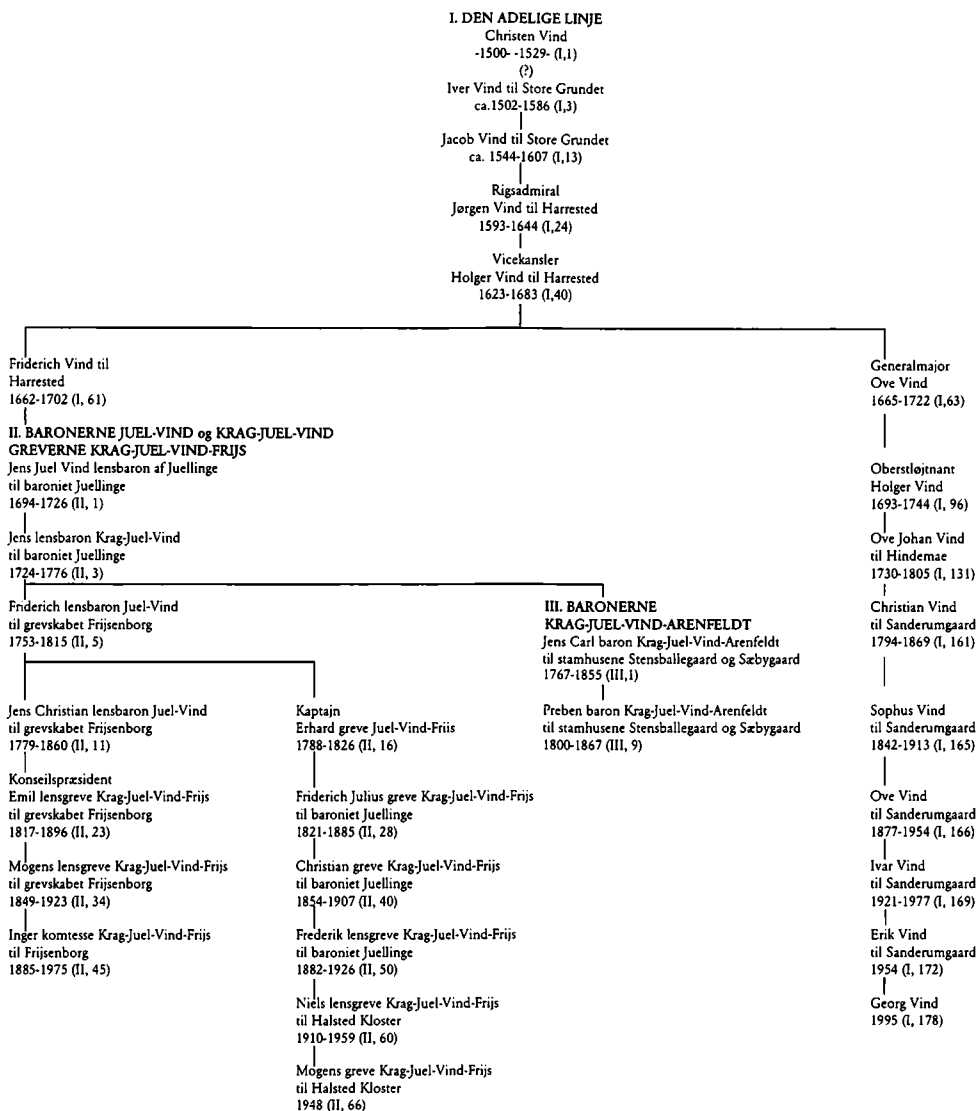 I. DEN ADELIGE LINJE
Christen Vind
-1500- -1529- (I,1)
(?)
Iver Vind til Store Grundet
ca.1502-1586 (I,3)
Jacob Vind til Store Grundet
ca. 1544-1607 (I,13)
Rigsadmiral
Jørgen Vind til Harrested
1593-1644 (I,24)
Vicekansler
Holger Vind til Harrested
1623-1683 (I,40)
Friderich Vind til
Harrested
1662-1702 (I, 61)
II. BARONERNE JUEL-VIND og KRAG-JUEL-VIND
GREVERNE KRAG-JUEL-VIND-FRIJS
Jens Juel Vind lensbaron af Juellinge
til baroniet Juellinge
1694-1726 (II, 1)
Jens lensbaron Krag-Juel-Vind
til baroniet Juellinge
1724-1776 (II, 3)
Friderich lensbaron Juel-Vind
til grevskabet Frijsenborg
1753-1815 (II, 5)
Jens Christian lensbaron Juel-Vind
til grevskabet Frijsenborg
1779-1860 (II, 11)
Konseilspræsident
Emil lensgreve Krag-Juel-Vind-Frijs
til grevskabet Frijsenborg
1817-1896 (II, 23)
Mogens lensgreve Krag-Juel-Vind-Frijs
til grevskabet Frijsenborg
1849-1923 (II, 34)
Inger komtesse Krag-Juel-Vind-Frijs
til Frijsenborg
1885-1975 (II, 45)
Kaptajn
Erhard greve Juel-Vind-Friis
1788-1826 (II, 16)
Friderich Julius greve Krag-Juel-Vind-Frijs
til baroniet Juellinge
1821-1885 (II, 28)
Christian greve Krag-Juel-Vind-Frijs
til baroniet Juellinge
1854-1907 (II, 40)
Frederik lensgreve Krag-Juel-Vind-Frijs
til baroniet Juellinge
1882-1926 (II, 50)
Niels lensgreve Krag-Juel-Vind-Frijs
til Halsted Kloster
1910-1959 (II, 60)
Mogens greve Krag-Juel-Vind-Frijs
til Halsted Kloster
1948 (II, 66)
III. BARONERNE
KRAG-JUEL-VIND-ARENFELDT
Jens Carl baron Krag-Juel-Vind-Arenfeldt
til stamhusene Stensballegaard og Sæbygaard
1767-1855 (III,1)
Preben baron Krag-Juel-Vind-Arenfeldt
til stamhusene Stensballegaard og Sæbygaard
1800-1867 (III, 9)
Generalmajor
Ove Vind
1665-1722 (I,63)
Oberstløjtnant
Holger Vind
1693-1744 (I, 96)
Ove Johan Vind
til Hindemae
1730-1805 (I, 131)
Christian Vind
til Sanderumgaard
1794-1869 (I, 161)
Sophus Vind
til Sanderumgaard
1842-1913 (I, 165)
Ove Vind
til Sanderumgaard
1877-1954 (I, 166)
Ivar Vind
til Sanderumgaard
1921-1977 (I, 169)
Erik Vind
til Sanderumgaard
1954 (I, 172)
Georg Vind
1995 (I, 178)